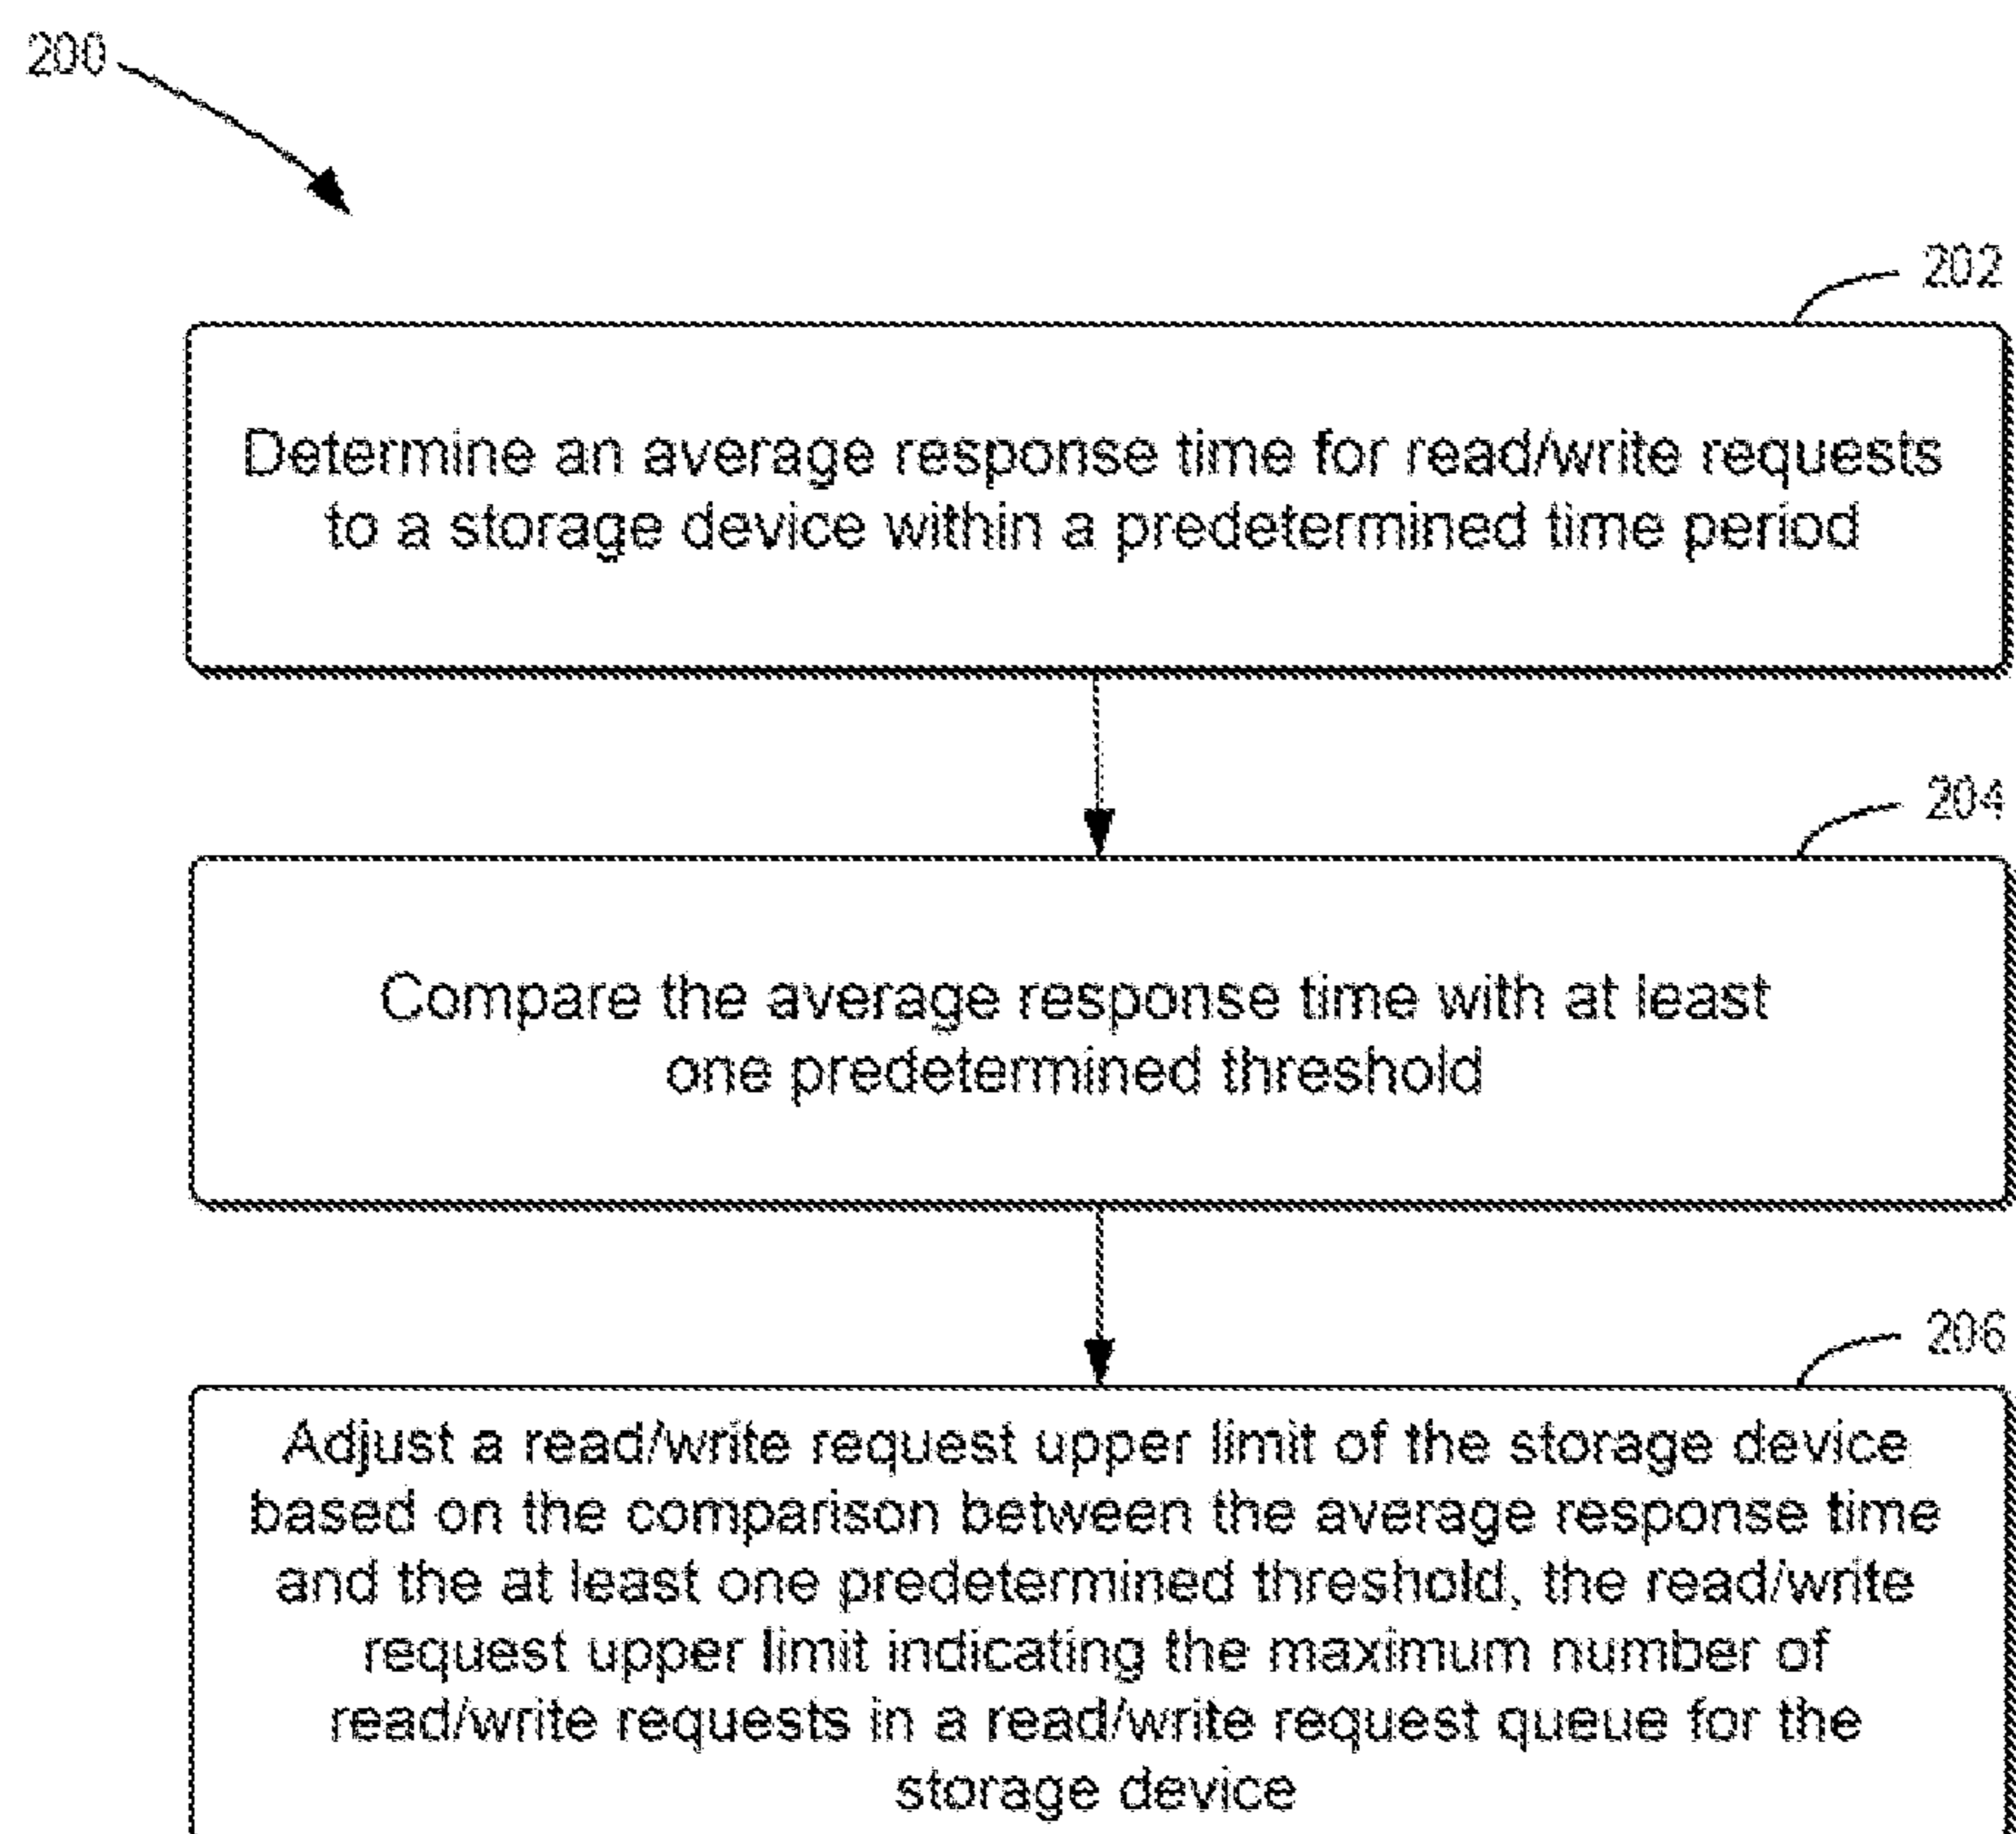 200
202
Determine an average response time for read/write requests
to a storage device within a predetermined time period
204
Compare the average response time with at least
one predetermined threshold
206
Adjust a read/write request upper limit of the storage device
based on the comparison between the average response time
and the at least one predetermined threshold, the read/write
request upper limit indicating the maximum number of
read/write requests in a read/write request queue for the
storage device